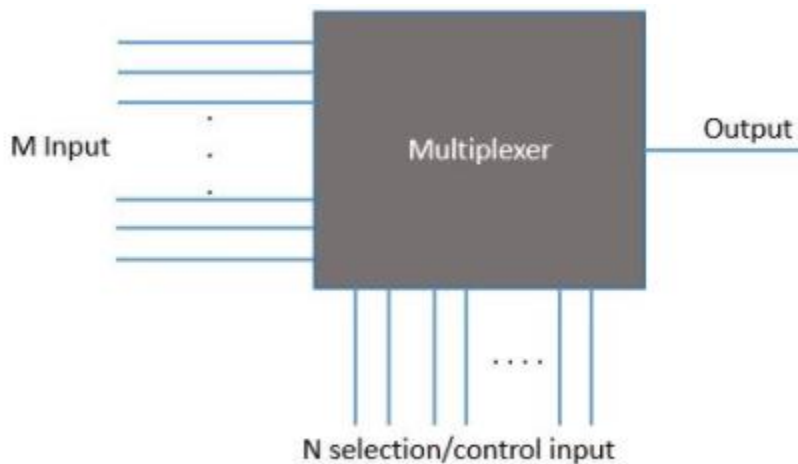 M Input
Multiplexer
Output
. . . .
N selection/control input